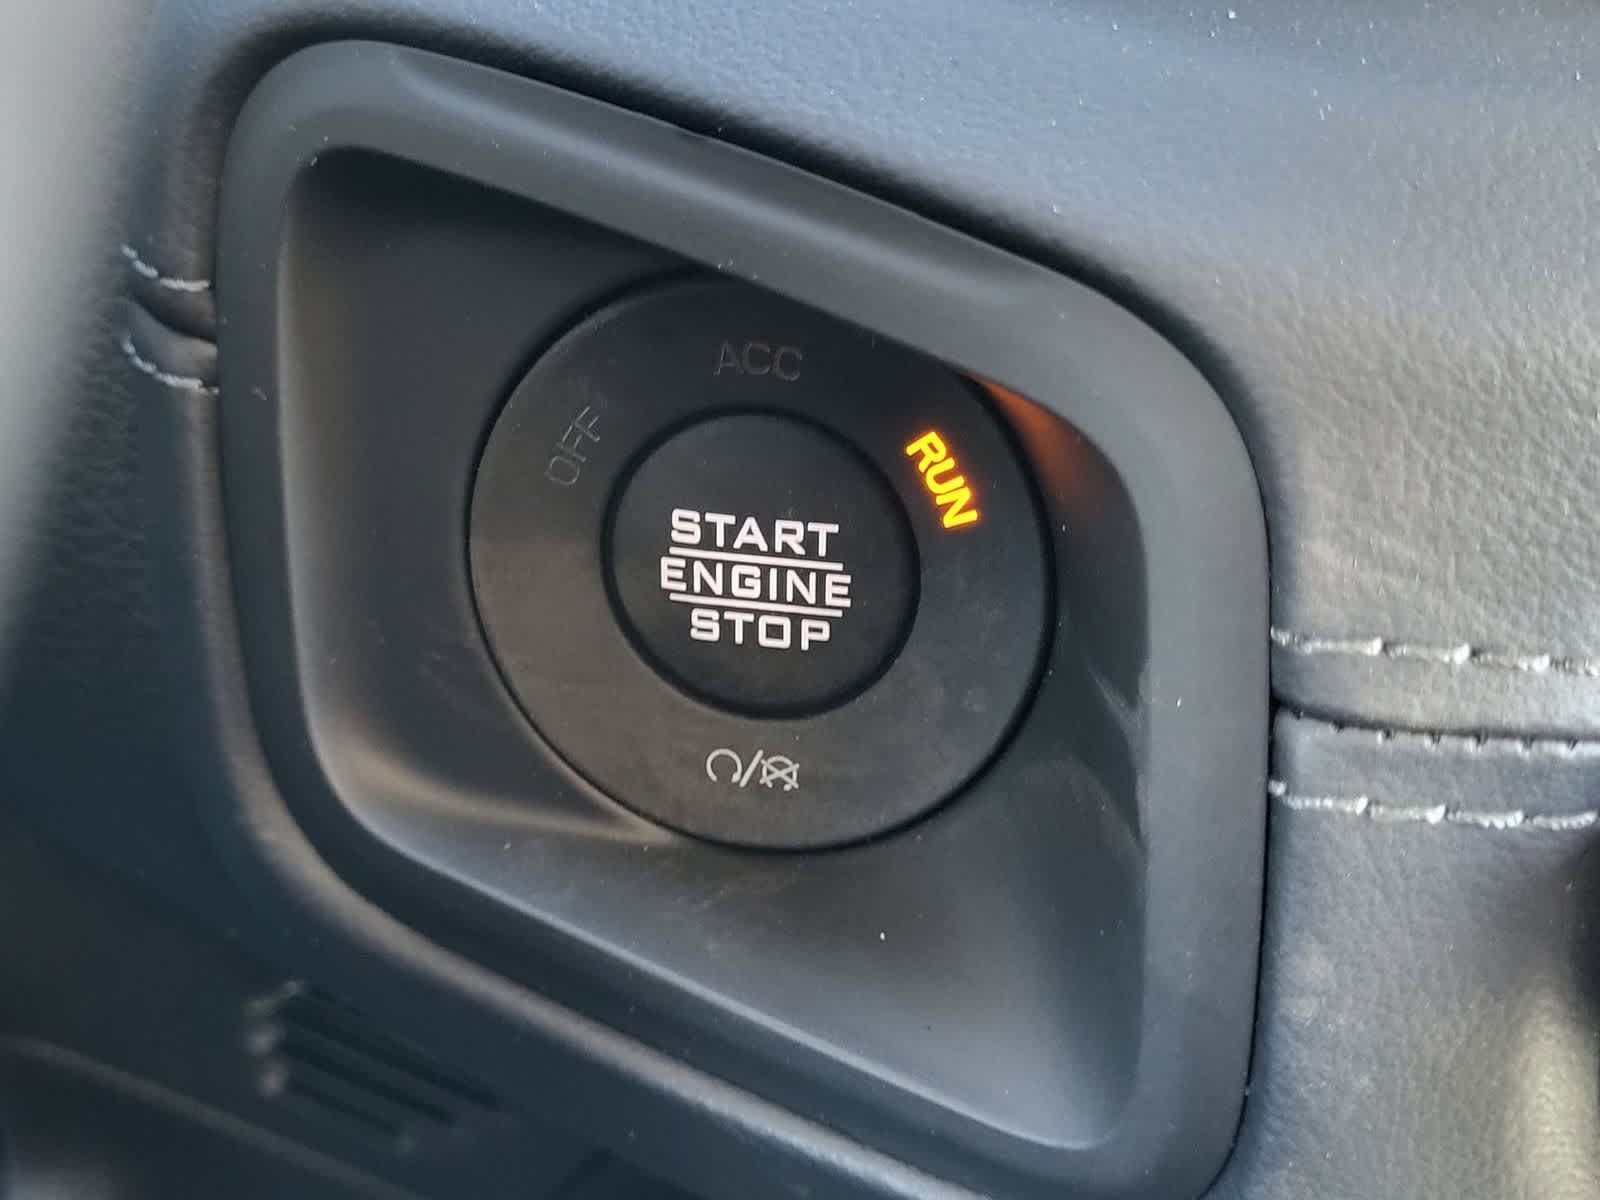 ACC
OFF
RUN
START
ENGINE
STOP